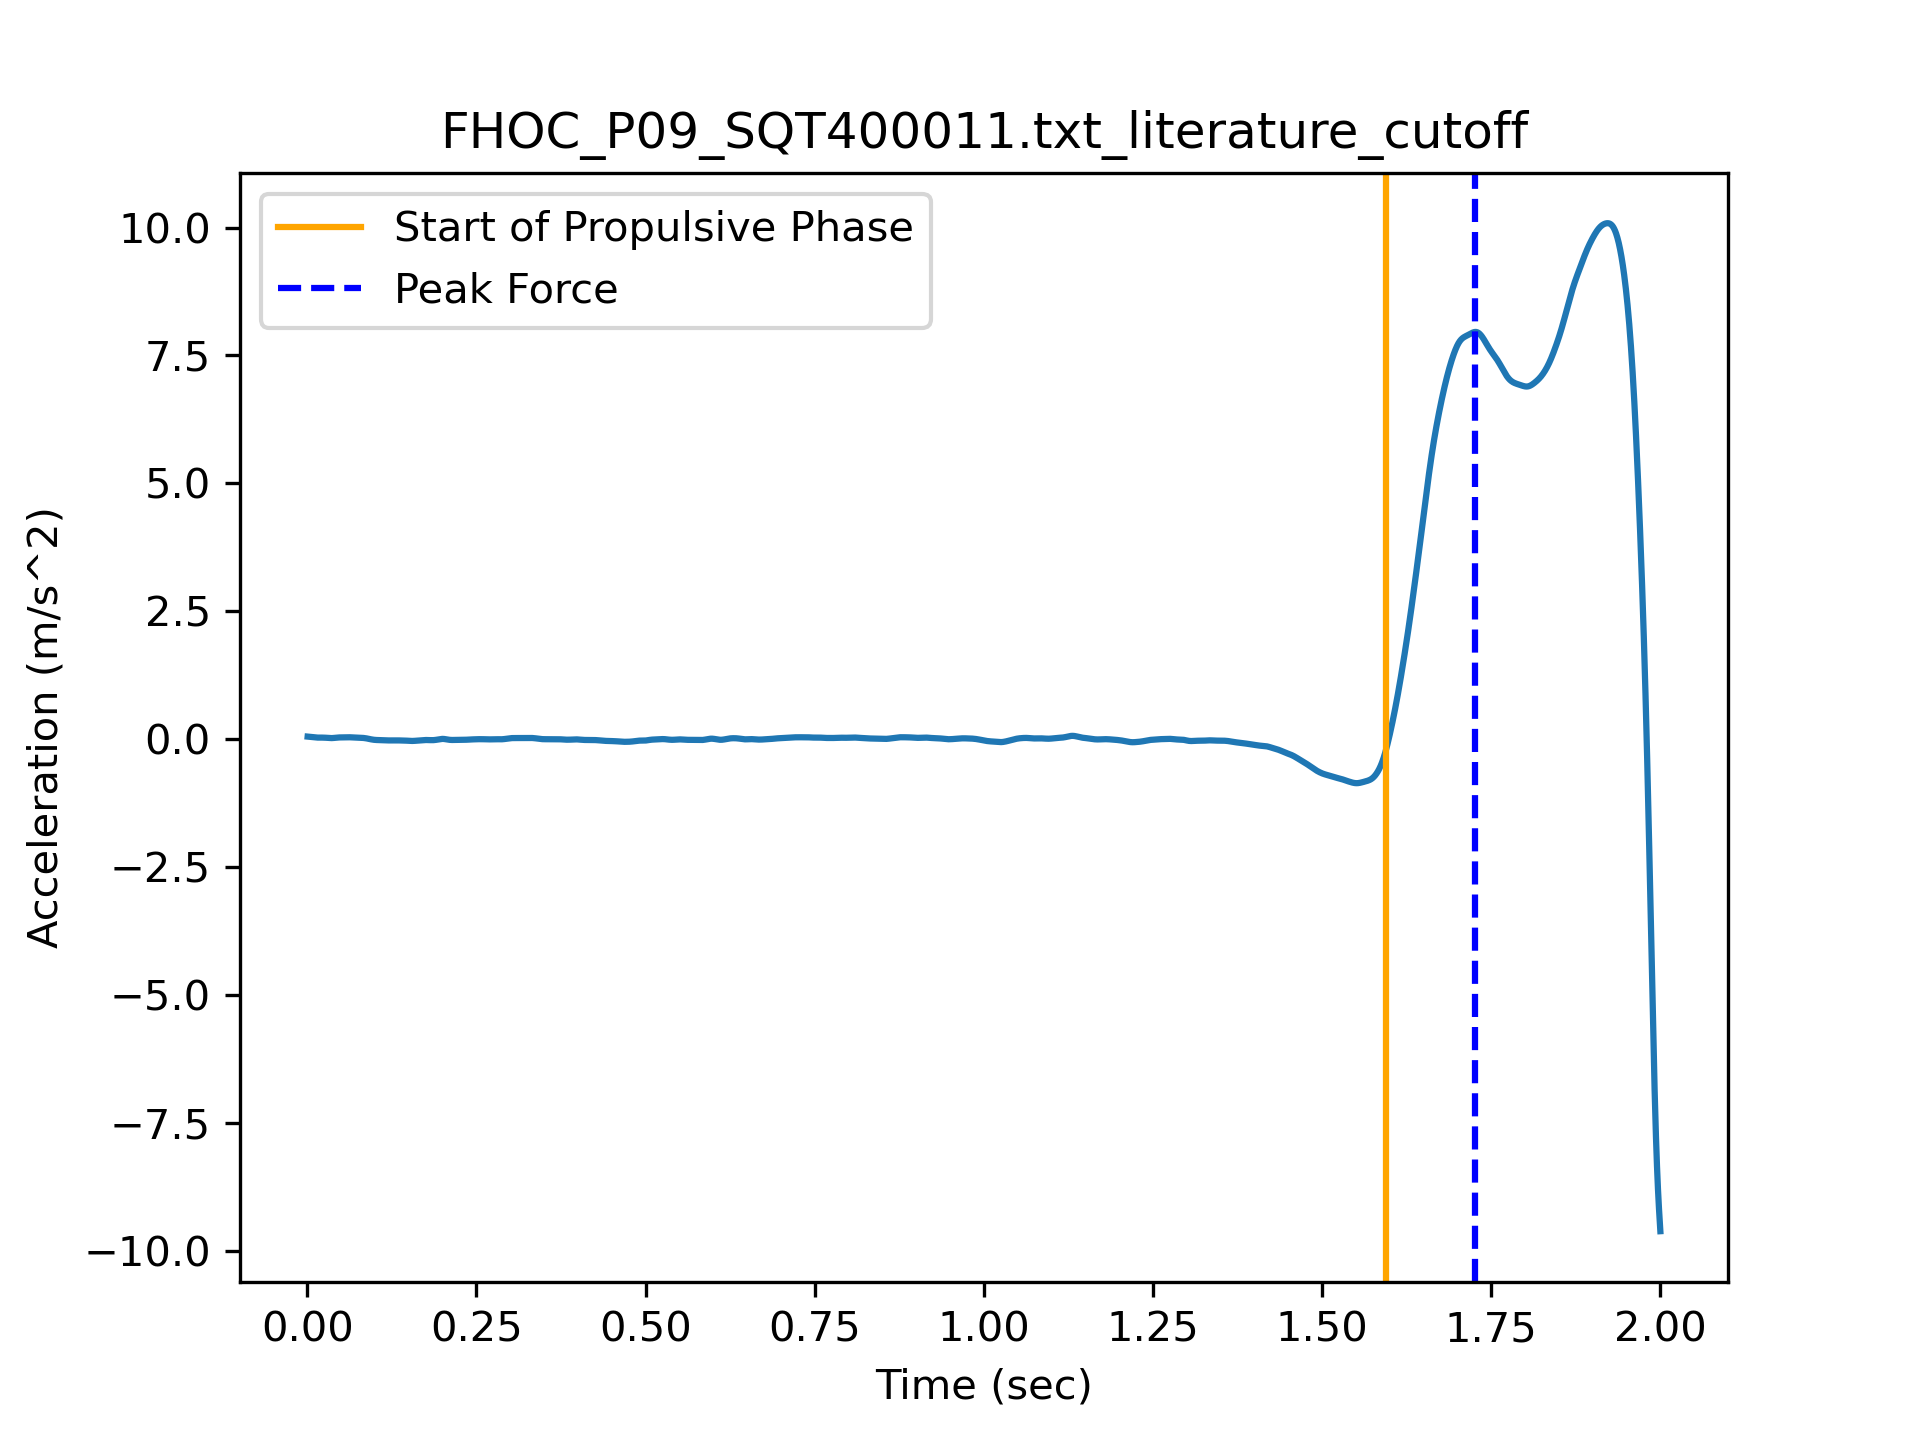 FHOC_P09_SQT400011.txt_literature_cutoff
Start of Propulsive Phase
Peak Force
10.0
7.5
5.0
2.5
0.0
−2.5
−5.0
−7.5
−10.0
Acceleration (m/s^2)
0.00 0.25 0.50 0.75 1.00 1.25 1.50 1.75 2.00
Time (sec)